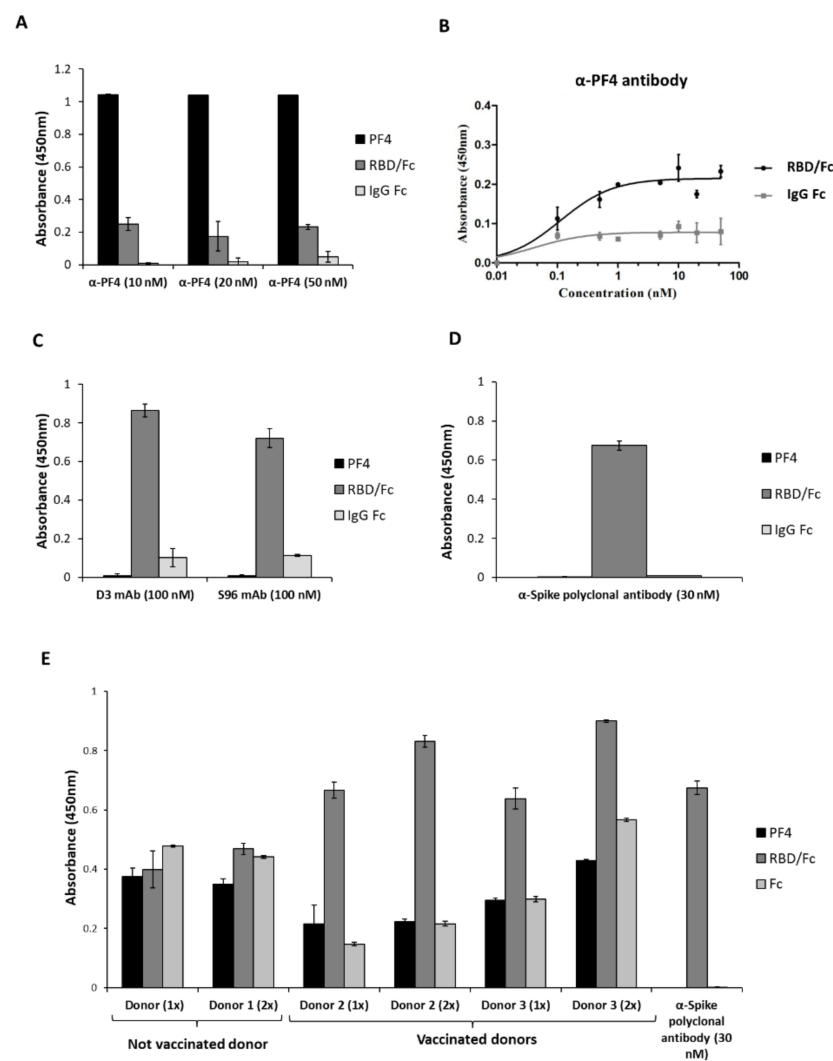 A
Absorbance (450nm)
1.2
1
0.8
0.6
0.4
0.2
0
α-PF4 (10 nM) α-PF4 (20 nM) α-PF4 (50 nM)
PF4
RBD/Fc
IgG Fc
B
α-PF4 antibody
Absorbance (450nm)
0.4
0.3
0.2
0.1
0.0
0.01 0.1 1 10 100
Concentration (nM)
RBD/Fc
IgG Fc
C
Absorbance (450nm)
1
0.8
0.6
0.4
0.2
0
D3 mAb (100 nM) S96 mAb (100 nM)
PF4
RBD/Fc
IgG Fc
D
Absorbance (450nm)
1
0.8
0.6
0.4
0.2
0
α-Spike polyclonal antibody (30 nM)
PF4
RBD/Fc
IgG Fc
E
Absorbance (450nm)
1
0.8
0.6
0.4
0.2
0
Donor (1x) Donor 1 (2x) Donor 2 (1x) Donor 2 (2x) Donor 3 (1x) Donor 3 (2x) α-Spike
polyclonal
antibody (30
nM)
Not vaccinated donor Vaccinated donors
PF4
RBD/Fc
Fc